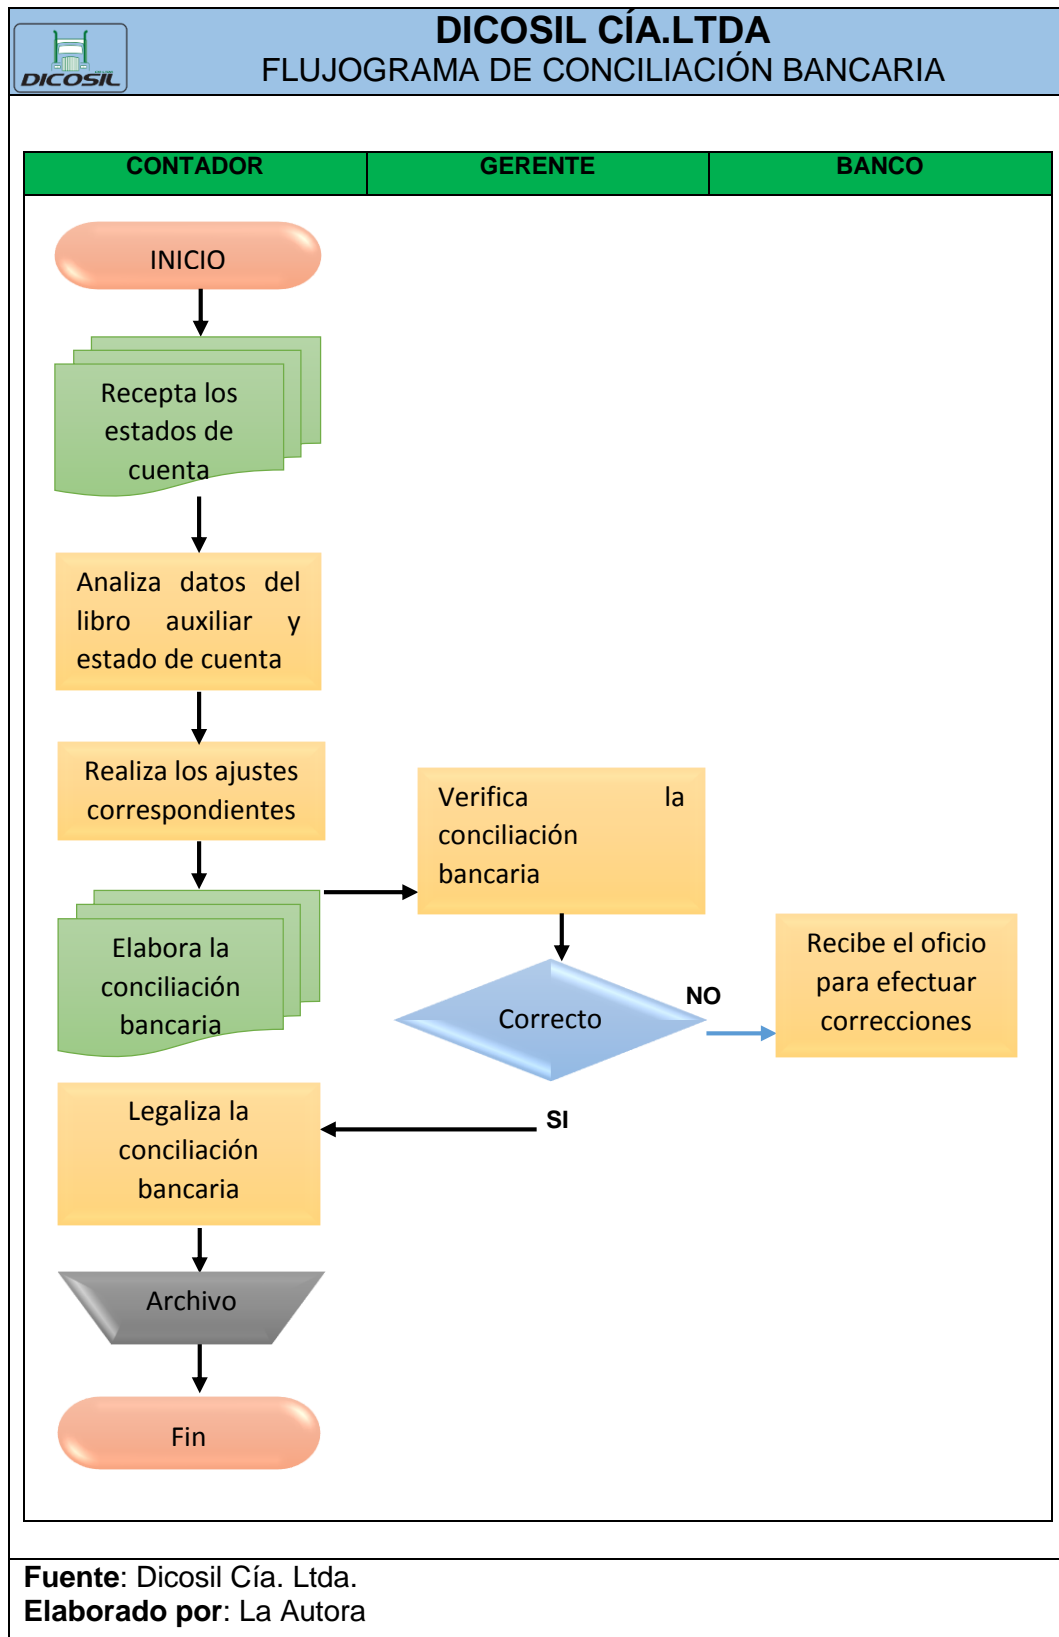 DICOSIL CÍA.LTDA
FLUJOGRAMA DE CONCILIACIÓN BANCARIA
DICOSIL
CONTADOR
GERENTE
BANCO
INICIO
Recepta los
estados de
cuenta
Analiza datos del
libro auxiliar y
estado de cuenta
Realiza los ajustes
correspondientes
Verifica la
conciliación
bancaria
Elabora la
conciliación
bancaria
Correcto
NO
Recibe el oficio
para efectuar
correcciones
SI
Legaliza la
conciliación
bancaria
Archivo
Fin
Fuente: Dicosil Cía. Ltda.
Elaborado por: La Autora